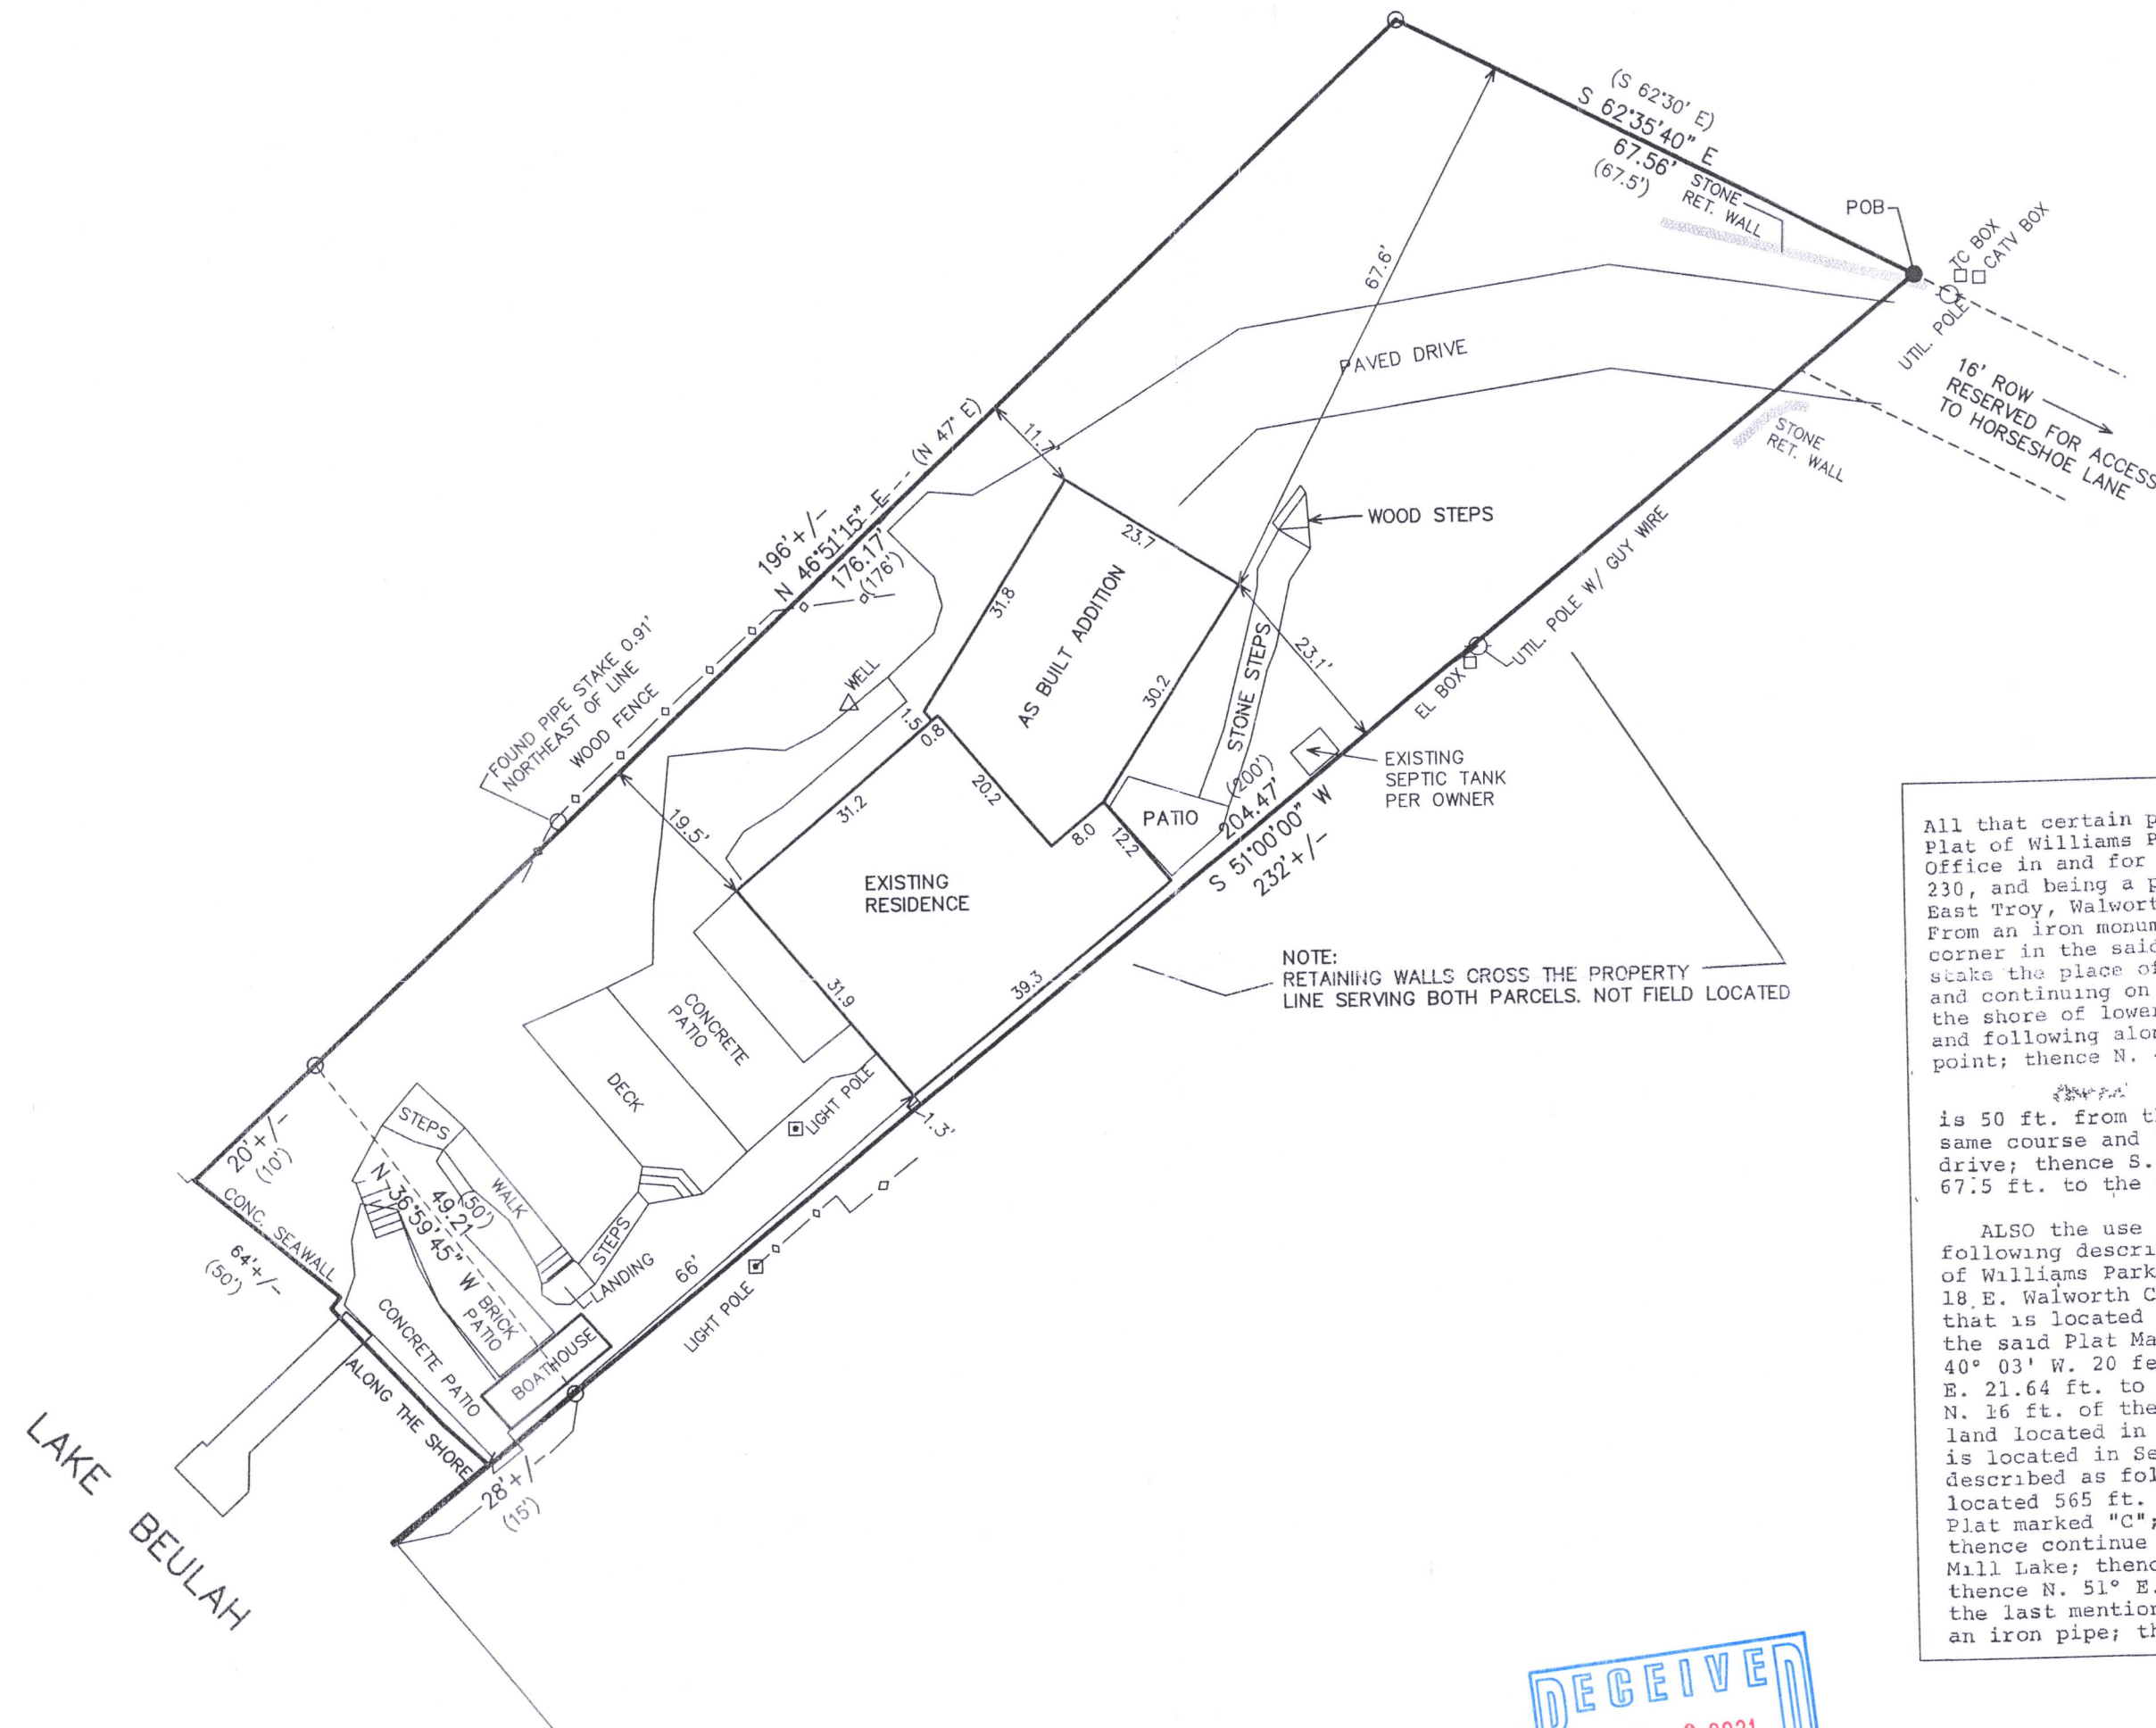 (S 62°30' E)
S 62°35'40" E
67.56'
(67.5')
STONE
RET. WALL
POB
TC BOX
CATV BOX
UTIL. POLE
16' ROW
RESERVED FOR ACCESS
TO HORSESHOE LANE
STONE
RET. WALL
67.6'
PAVED DRIVE
(N 47° E)
196'+/-
N 46°51'15" E
176.17'
(176')
11.7'
23.7
31.8
AS BUILT ADDITION
30.2
WOOD STEPS
STONE STEPS
23.1'
UTIL. POLE W/ GUY WIRE
EL BOX
FOUND PIPE STAKE 0.91'
NORTHEAST OF LINE
WOOD FENCE
WELL
1.5
0.8
20.2
8.0
12.2
31.2
19.5'
PATIO
(200')
204.47'
S 51°00'00" W
232'+/-
EXISTING
SEPTIC TANK
PER OWNER
EXISTING
RESIDENCE
31.9
39.3
NOTE:
RETAINING WALLS CROSS THE PROPERTY
LINE SERVING BOTH PARCELS. NOT FIELD LOCATED
CONCRETE
PATIO
DECK
LIGHT POLE
1.3'
20'+/-
(10')
STEPS
WALK
N 36°59'45" W
49.21
(50')
CONC. SEAWALL
64'+/-
(50')
STEPS
LANDING
66'
LIGHT POLE
BRICK
PATIO
CONCRETE PATIO
BOATHOUSE
ALONG THE SHORE
28'+/-
(15')
LAKE BEULAH
All that certain p
Plat of Williams P
Office in and for
230, and being a p
East Troy, Walwort
From an iron monum
corner in the said
stake the place of
and continuing on
the shore of lower
and following alon
point; thence N.
is 50 ft. from th
same course and
drive; thence S.
67.5 ft. to the
ALSO the use
following descri
of Williams Park
18 E. Walworth C
that is located
the said Plat Ma
40° 03' W. 20 fe
E. 21.64 ft. to
N. 16 ft. of the
land located in
is located in Se
described as fol
located 565 ft.
Plat marked "C";
thence continue
Mill Lake; thenc
thence N. 51° E.
the last mention
an iron pipe; th
RECEIVED